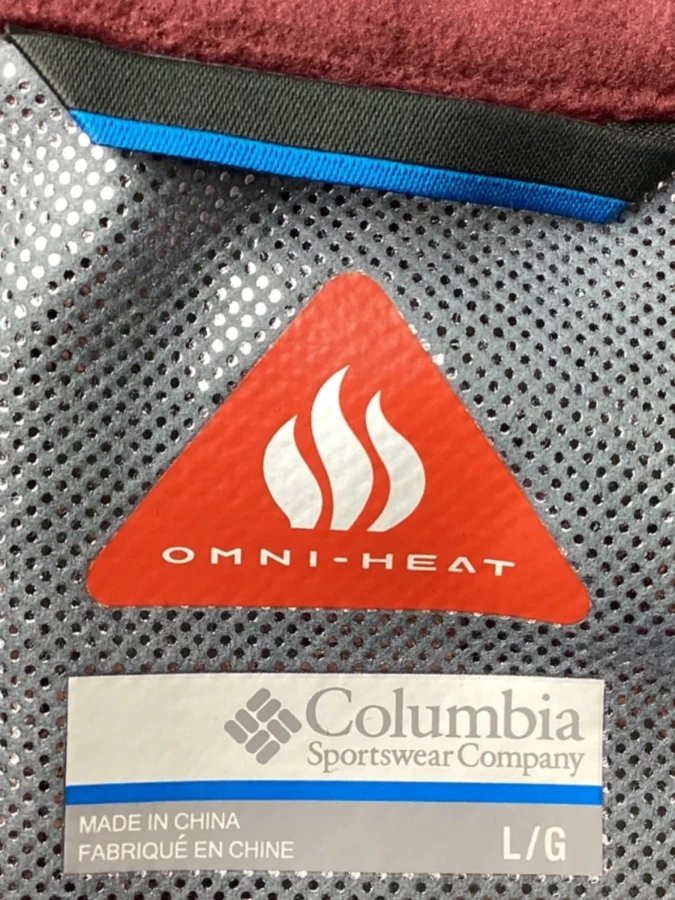 OMNI-HEAT
Columbia
Sportswear Company
MADE IN CHINA
FABRIQUÉ EN CHINE
L/G